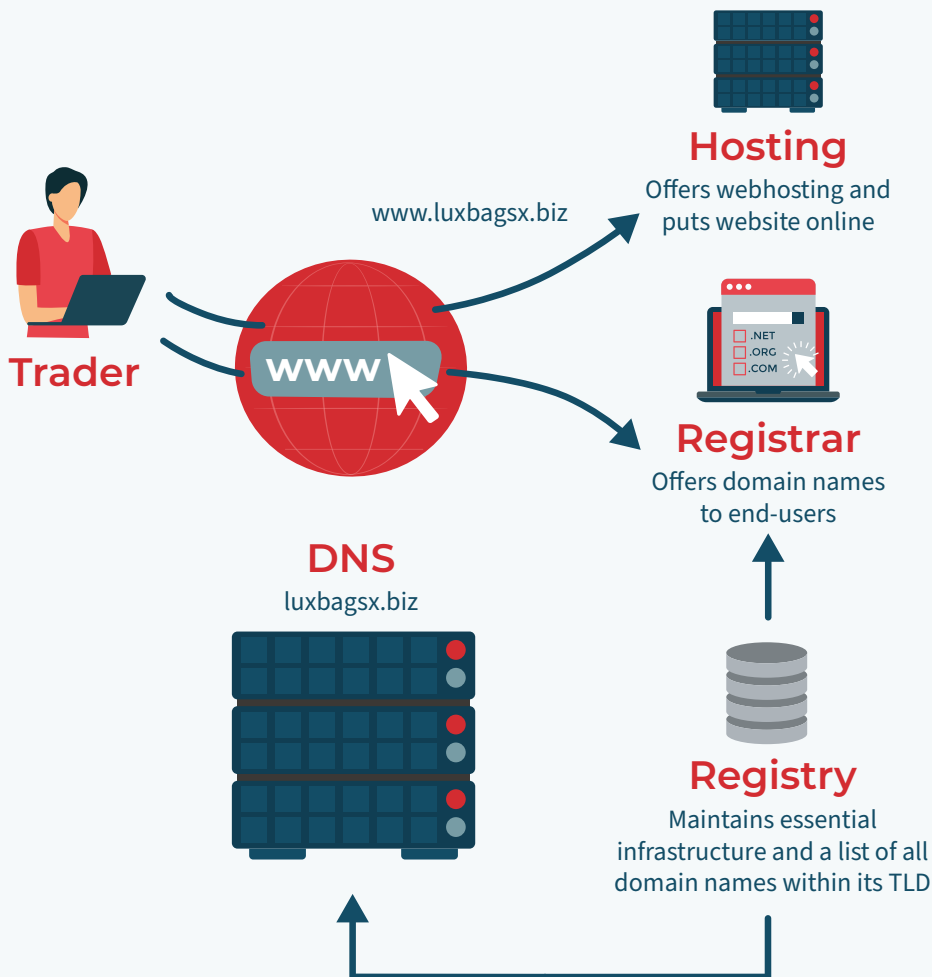 Hosting
Offers webhosting and
puts website online
www.luxbagsx.biz
Trader
www
.NET
.ORG
.COM
Registrar
Offers domain names
to end-users
DNS
luxbagsx.biz
Registry
Maintains essential
infrastructure and a list of all
domain names within its TLD